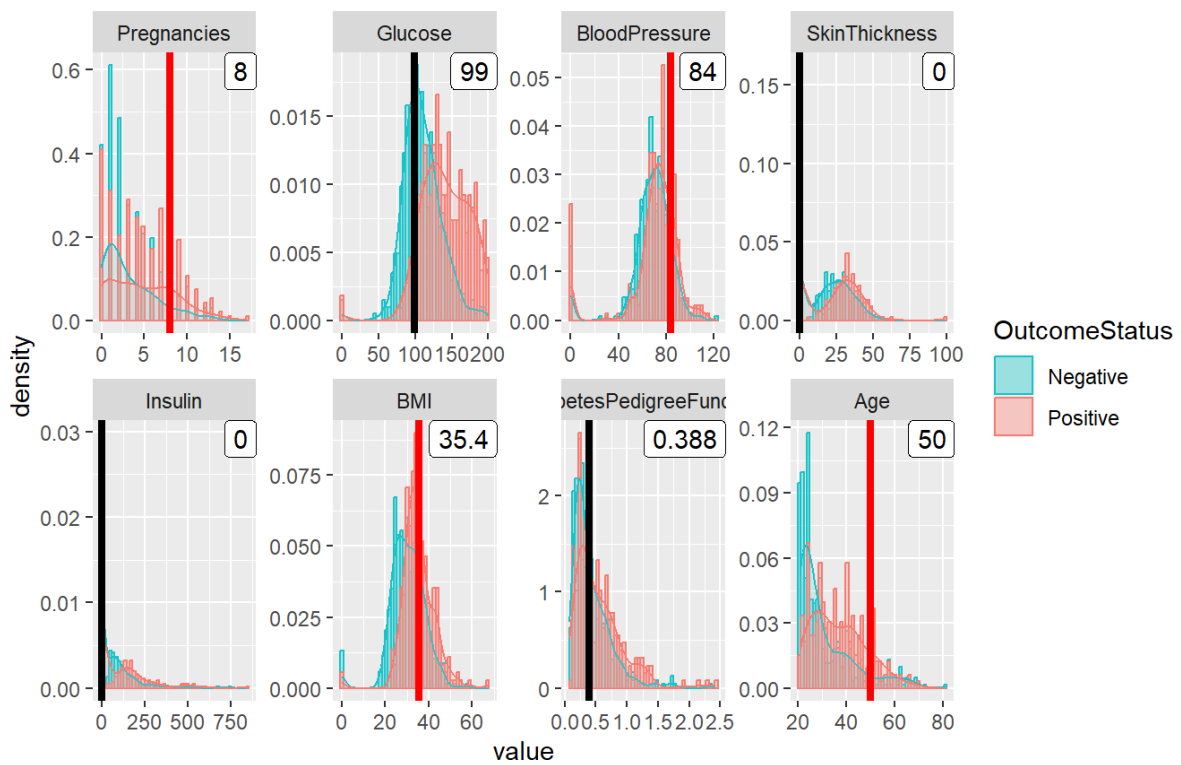 Pregnancies
Glucose
BloodPressure
SkinThickness
8
99
84
0
0.6
0.4
0.2
0.0
0.015
0.010
0.005
0.000
0.05
0.04
0.03
0.02
0.01
0.00
0.15
0.10
0.05
0.00
0 5 10 15
0 50 100 150 200
0 40 80 120
0 25 50 75 100
density
Insulin
BMI
betesPedigreeFunc
Age
0
35.4
0.388
50
0.03
0.02
0.01
0.00
0.075
0.050
0.025
0.000
2
1
0
0.12
0.09
0.06
0.03
0.00
0 250 500 750
0 20 40 60
0.0 0.5 1.0 1.5 2.0 2.5
20 40 60 80
value
OutcomeStatus
Negative
Positive